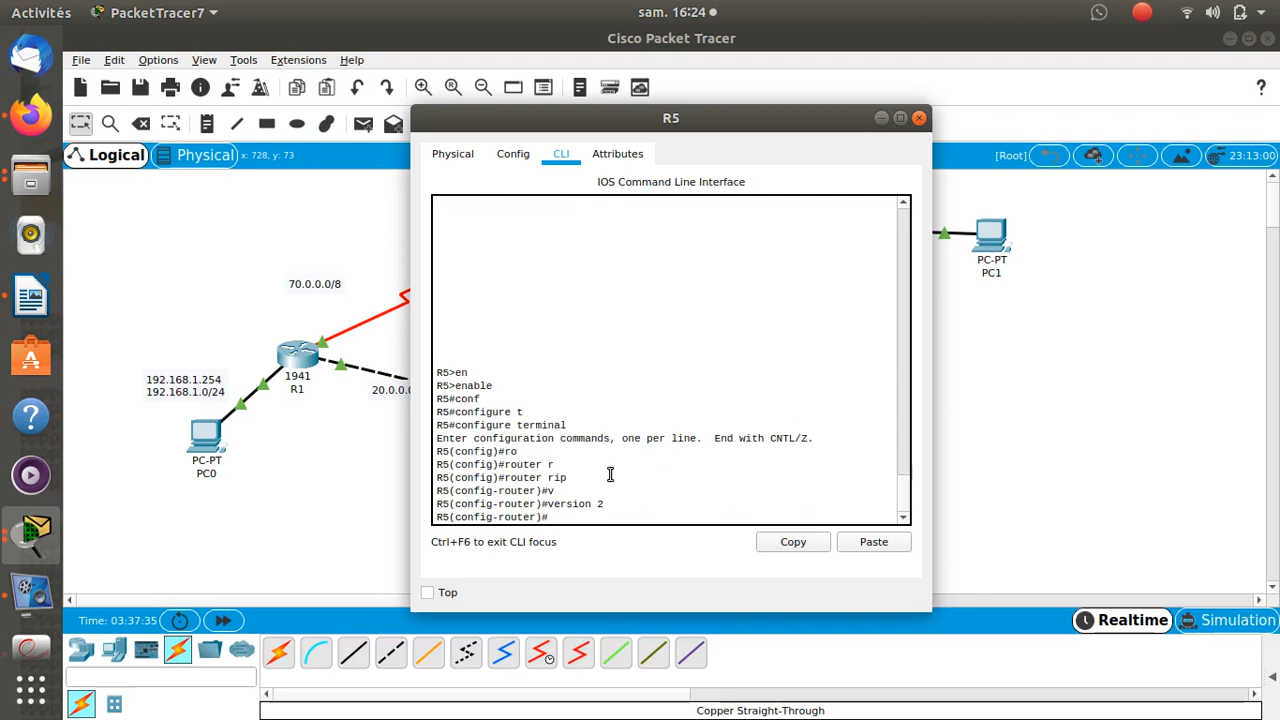 Activités PacketTracer7 sam. 16:24
Cisco Packet Tracer
File Edit View Options Tools Extensions Help
R5
Logical Physical x: 728, y: 73 [Root] 23:13:00
Physical Config CLI Attributes
IOS Command Line Interface
R5>en
R5>enable
R5#conf
R5#configure t
R5#configure terminal
Enter configuration commands, one per line. End with CNTL/Z.
R5(config)#ro
R5(config)#router r
R5(config)#router rip
R5(config-router)#v
R5(config-router)#version 2
R5(config-router)#
Ctrl+F6 to exit CLI focus Copy Paste
Top
70.0.0.0/8
1941
R1
192.168.1.254
192.168.1.0/24
20.0.0.
PC-PT
PC0
PC-PT
PC1
Time: 03:37:35 Realtime Simulation
Copper Straight-Through